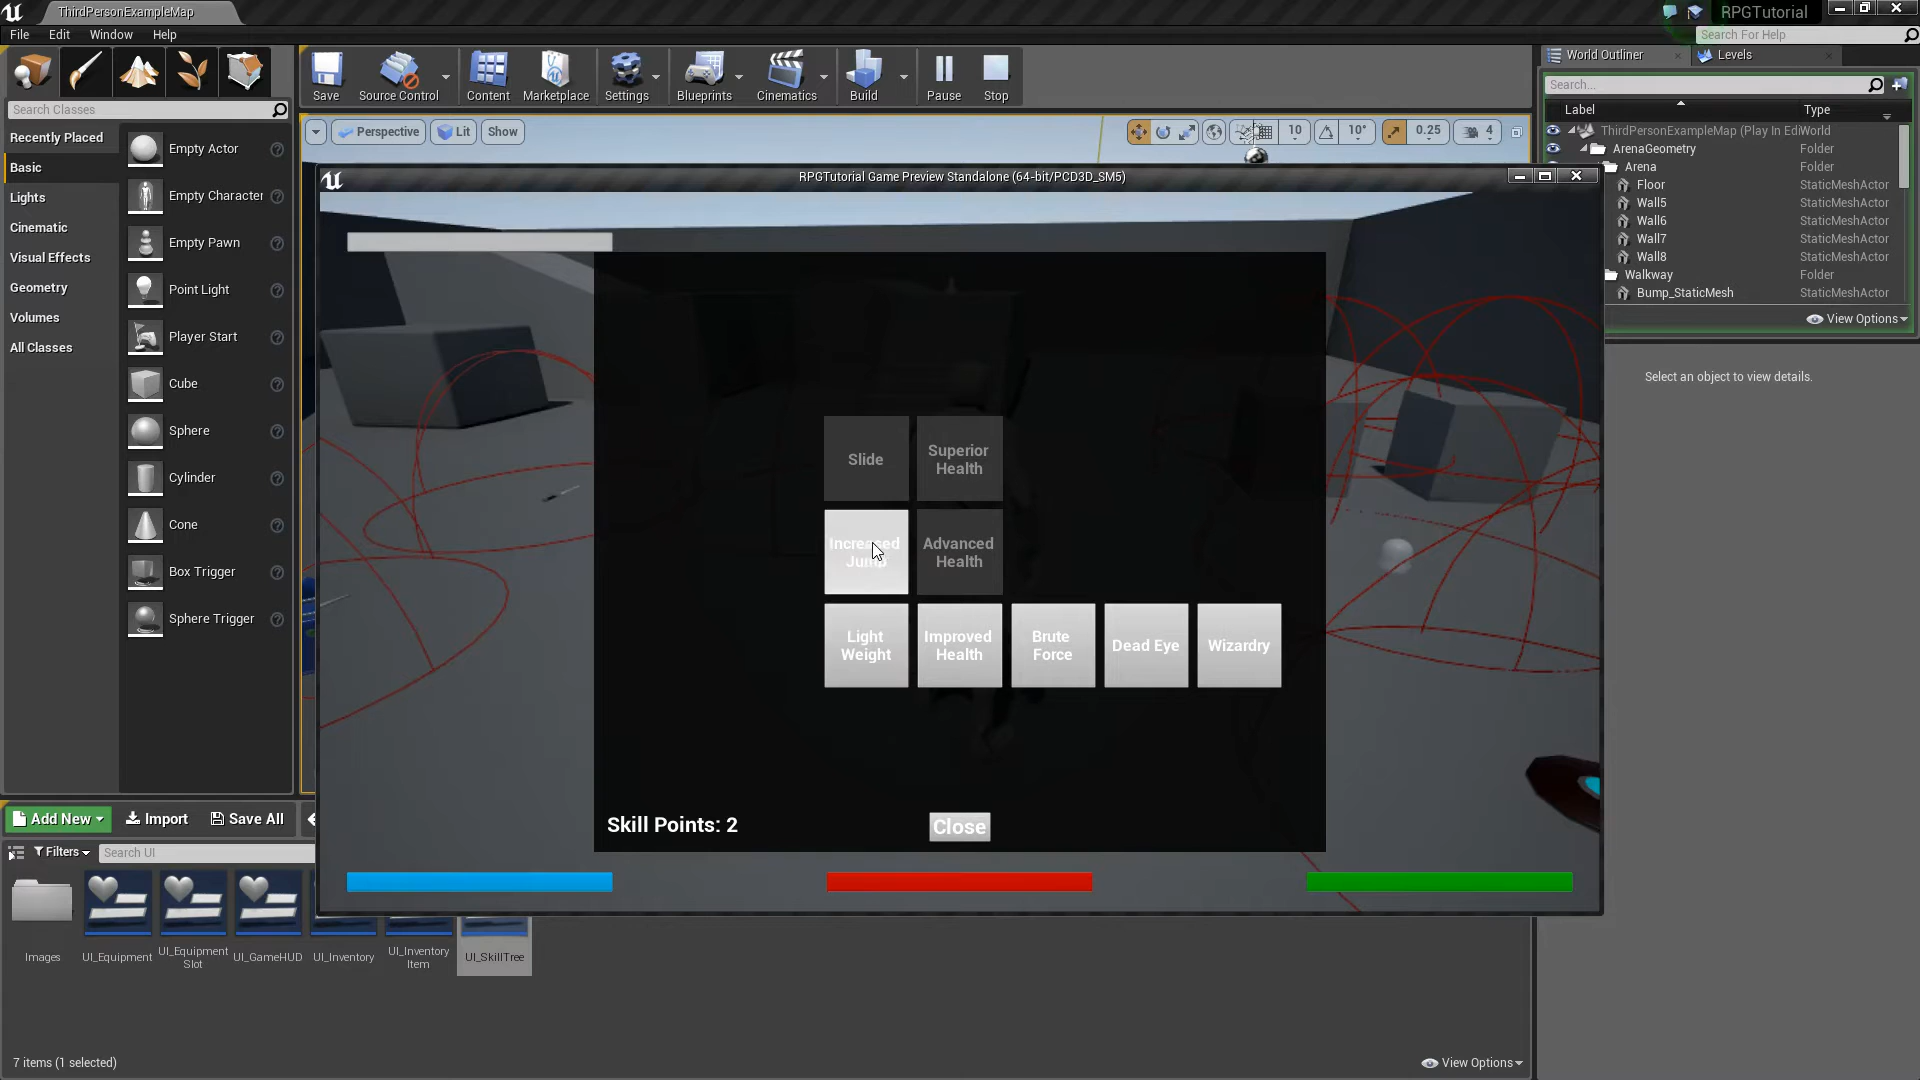 ThirdPersonExampleMap
RPGTutorial
File Edit Window Help
Search For Help
Search Classes
Recently Placed
Basic
Lights
Cinematic
Visual Effects
Geometry
Volumes
All Classes
Empty Actor
Empty Character
Empty Pawn
Point Light
Player Start
Cube
Sphere
Cylinder
Cone
Box Trigger
Sphere Trigger
Save
Source Control
Content
Marketplace
Settings
Blueprints
Cinematics
Build
Pause
Stop
Perspective
Lit
Show
10
10°
0.25
4
World Outliner
Levels
Search...
Label
Type
ThirdPersonExampleMap (Play In Edi World
ArenaGeometry Folder
Arena Folder
Floor StaticMeshActor
Wall5 StaticMeshActor
Wall6 StaticMeshActor
Wall7 StaticMeshActor
Wall8 StaticMeshActor
Walkway Folder
Bump_StaticMesh StaticMeshActor
View Options
Select an object to view details.
RPGTutorial Game Preview Standalone (64-bit/PCD3D_SM5)
Slide
Superior
Health
Increased
Jump
Advanced
Health
Light
Weight
Improved
Health
Brute
Force
Dead Eye
Wizardry
Skill Points: 2
Close
Add New
Import
Save All
Filters
Search UI
Images
UI_Equipment
UI_Equipment
Slot
UI_GameHUD
UI_Inventory
UI_Inventory
Item
UI_SkillTree
7 items (1 selected)
View Options